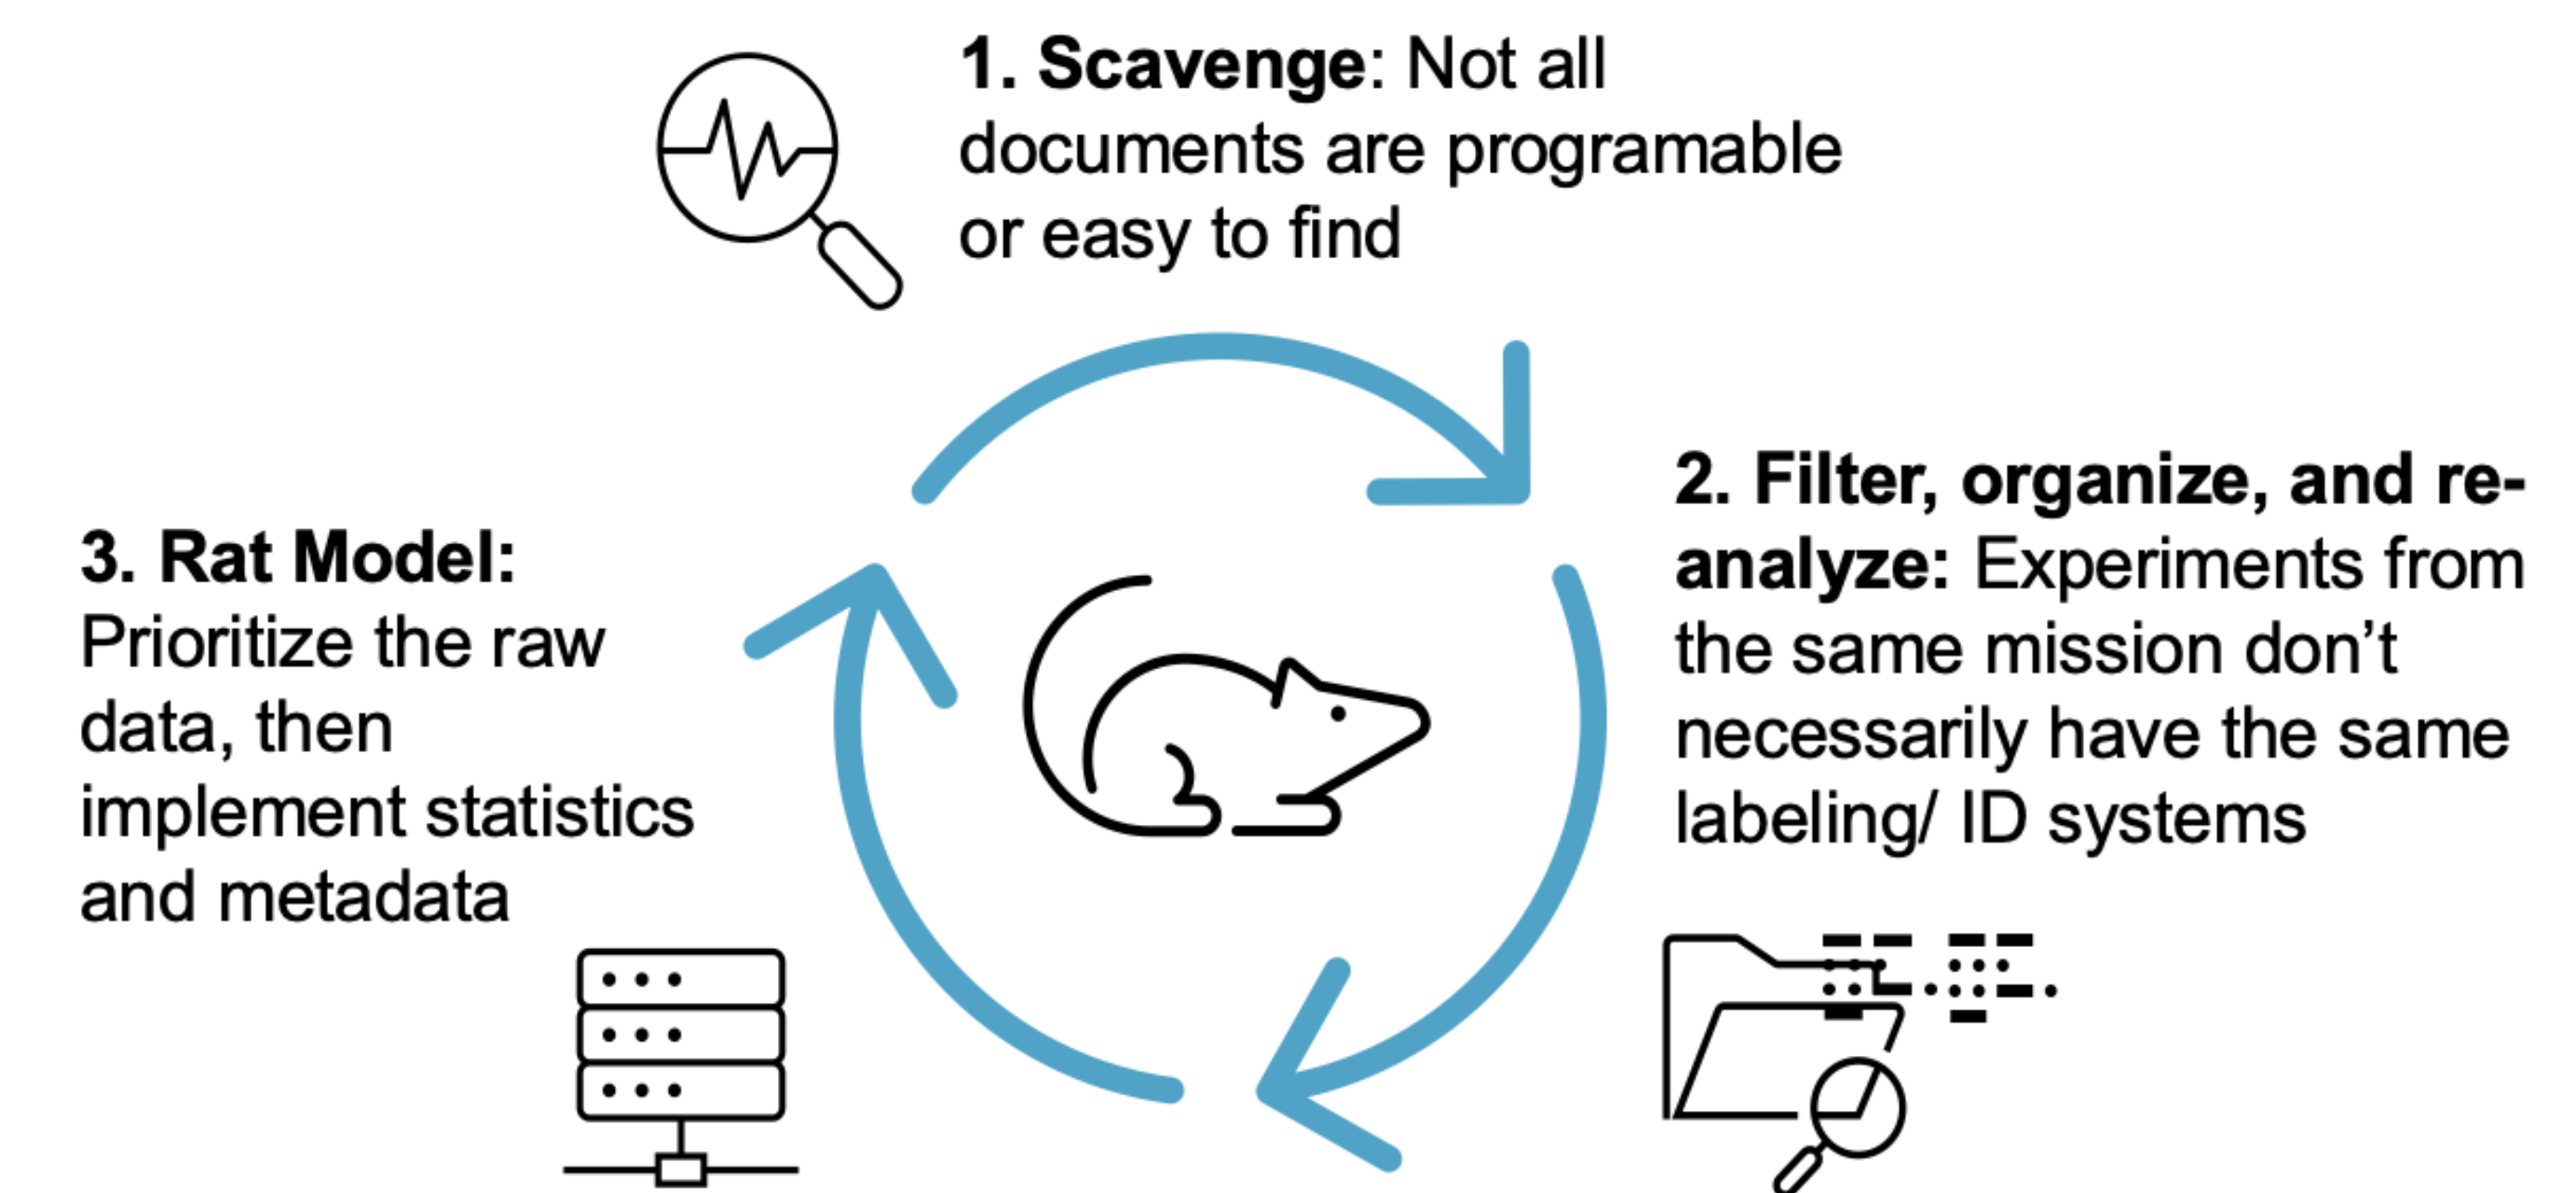 1. Scavenge: Not all
documents are programable
or easy to find
2. Filter, organize, and re-
analyze: Experiments from
the same mission don’t
necessarily have the same
labeling/ ID systems
3. Rat Model:
Prioritize the raw
data, then
implement statistics
and metadata